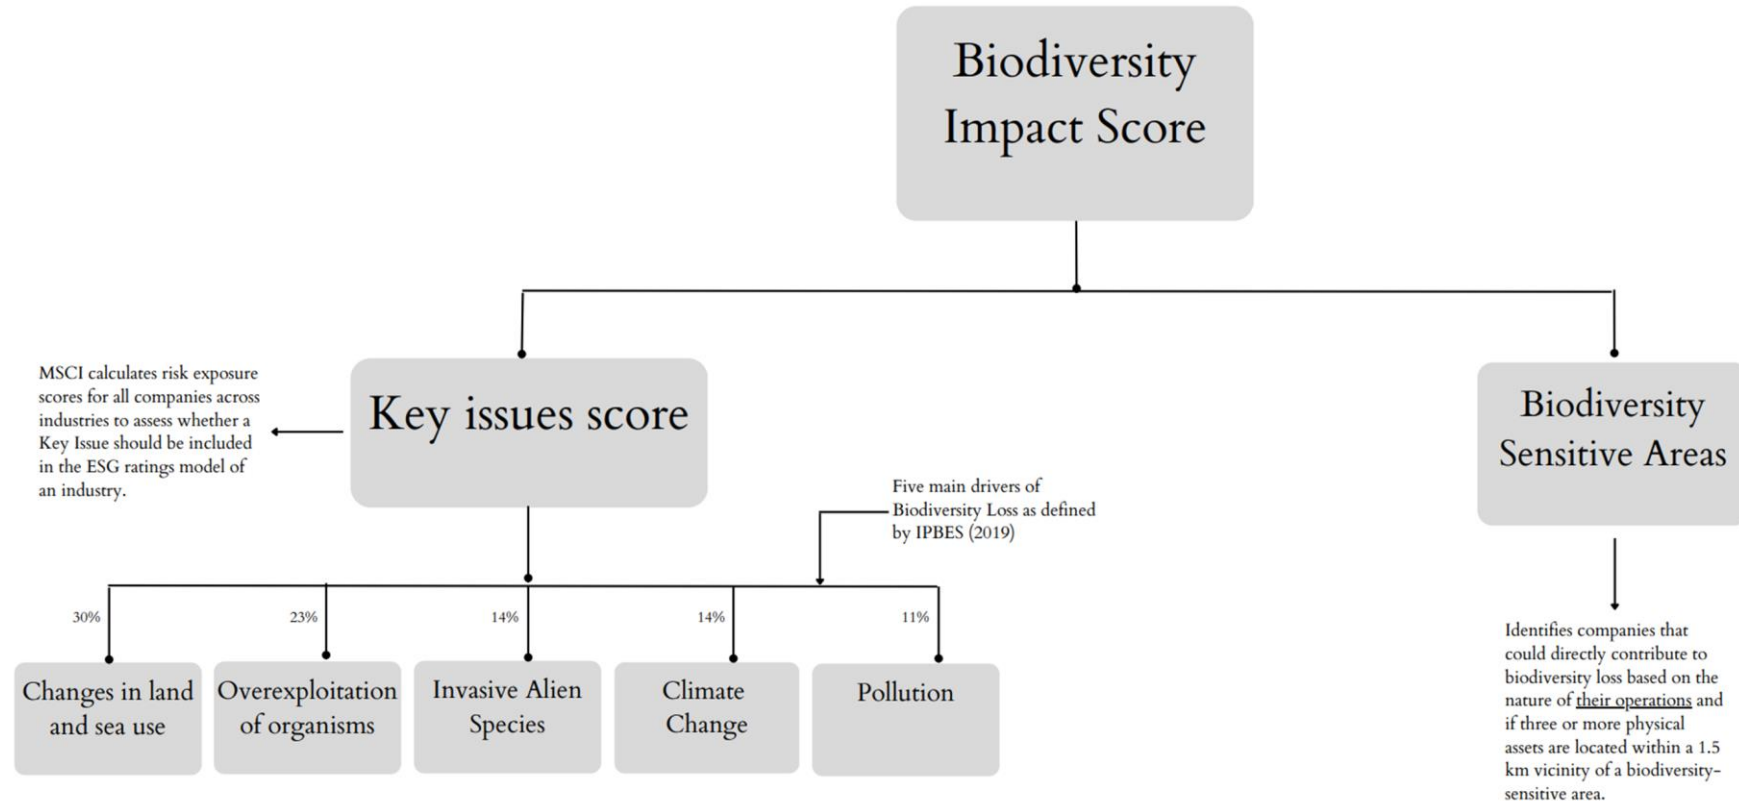 Biodiversity
Impact Score
MSCI calculates risk exposure
scores for all companies across
industries to assess whether a
Key Issue should be included
in the ESG ratings model of
an industry.
Key issues score
Biodiversity
Sensitive Areas
Five main drivers of
Biodiversity Loss as defined
by IPBES (2019)
30%
23%
14%
14%
11%
Changes in land
and sea use
Overexploitation
of organisms
Invasive Alien
Species
Climate
Change
Pollution
Identifies companies that
could directly contribute to
biodiversity loss based on the
nature of their operations and
if three or more physical
assets are located within a 1.5
km vicinity of a biodiversity-
sensitive area.